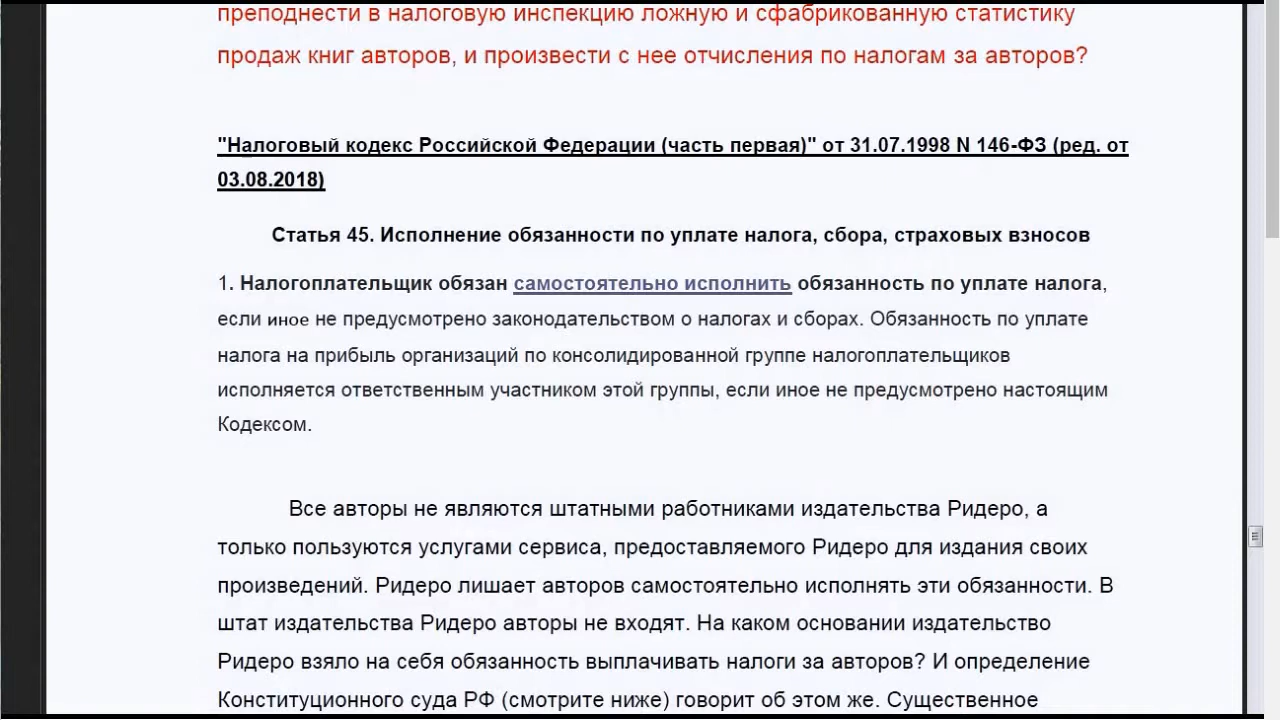 преподнести в налоговую инспекцию ложную и сфабрикованную статистику
продаж книг авторов, и произвести с нее отчисления по налогам за авторов?
"Налоговый кодекс Российской Федерации (часть первая)" от 31.07.1998 N 146-ФЗ (ред. от
03.08.2018)
Статья 45. Исполнение обязанности по уплате налога, сбора, страховых взносов
1. Налогоплательщик обязан самостоятельно исполнить обязанность по уплате налога,
если иное не предусмотрено законодательством о налогах и сборах. Обязанность по уплате
налога на прибыль организаций по консолидированной группе налогоплательщиков
исполняется ответственным участником этой группы, если иное не предусмотрено настоящим
Кодексом.
Все авторы не являются штатными работниками издательства Ридеро, а
только пользуются услугами сервиса, предоставляемого Ридеро для издания своих
произведений. Ридеро лишает авторов самостоятельно исполнять эти обязанности. В
штат издательства Ридеро авторы не входят. На каком основании издательство
Ридеро взяло на себя обязанность выплачивать налоги за авторов? И определение
Конституционного суда РФ (смотрите ниже) говорит об этом же. Существенное